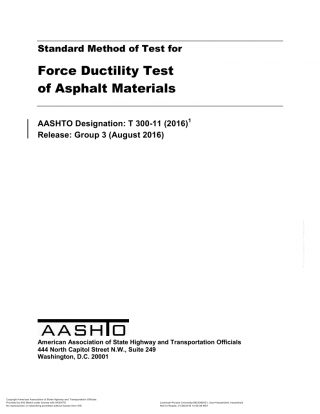 Standard Method of Test for
Force Ductility Test
of Asphalt Materials
AASHTO Designation: T 300-11 (2016)1
Release: Group 3 (August 2016)
AASHTO
American Association of State Highway and Transportation Officials
444 North Capitol Street N.W., Suite 249
Washington, D.C. 20001